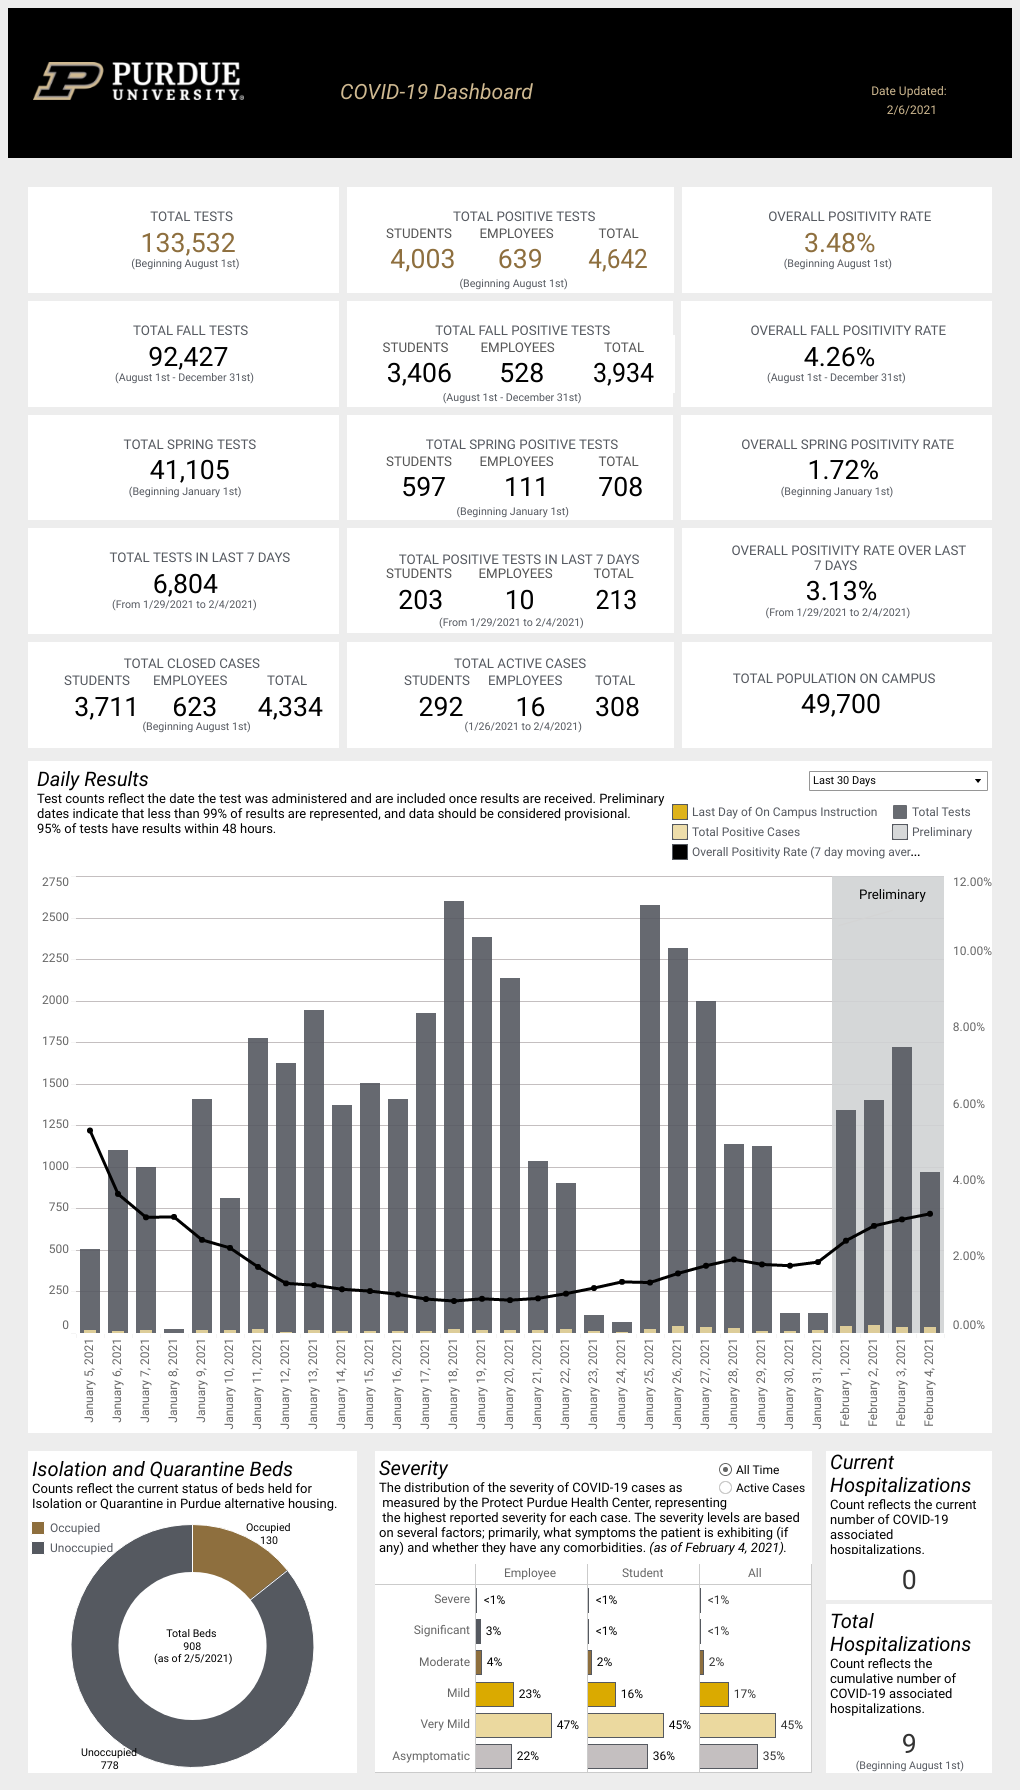 PURDUE
UNIVERSITY®
COVID-19 Dashboard
Date Updated:
2/6/2021
TOTAL TESTS
133,532
(Beginning August 1st)
TOTAL POSITIVE TESTS
STUDENTS EMPLOYEES TOTAL
4,003 639 4,642
(Beginning August 1st)
OVERALL POSITIVITY RATE
3.48%
(Beginning August 1st)
TOTAL FALL TESTS
92,427
(August 1st - December 31st)
TOTAL FALL POSITIVE TESTS
STUDENTS EMPLOYEES TOTAL
3,406 528 3,934
(August 1st - December 31st)
OVERALL FALL POSITIVITY RATE
4.26%
(August 1st - December 31st)
TOTAL SPRING TESTS
41,105
(Beginning January 1st)
TOTAL SPRING POSITIVE TESTS
STUDENTS EMPLOYEES TOTAL
597 111 708
(Beginning January 1st)
OVERALL SPRING POSITIVITY RATE
1.72%
(Beginning January 1st)
TOTAL TESTS IN LAST 7 DAYS
6,804
(From 1/29/2021 to 2/4/2021)
TOTAL POSITIVE TESTS IN LAST 7 DAYS
STUDENTS EMPLOYEES TOTAL
203 10 213
(From 1/29/2021 to 2/4/2021)
OVERALL POSITIVITY RATE OVER LAST
7 DAYS
3.13%
(From 1/29/2021 to 2/4/2021)
TOTAL CLOSED CASES
STUDENTS EMPLOYEES TOTAL
3,711 623 4,334
(Beginning August 1st)
TOTAL ACTIVE CASES
STUDENTS EMPLOYEES TOTAL
292 16 308
(1/26/2021 to 2/4/2021)
TOTAL POPULATION ON CAMPUS
49,700
Daily Results
Test counts reflect the date the test was administered and are included once results are received. Preliminary
dates indicate that less than 99% of results are represented, and data should be considered provisional.
95% of tests have results within 48 hours.
Last 30 Days
Last Day of On Campus Instruction
Total Tests
Total Positive Cases
Preliminary
Overall Positivity Rate (7 day moving aver...
Preliminary
2750
2500
2250
2000
1750
1500
1250
1000
750
500
250
0
12.00%
10.00%
8.00%
6.00%
4.00%
2.00%
0.00%
January 5, 2021
January 6, 2021
January 7, 2021
January 8, 2021
January 9, 2021
January 10, 2021
January 11, 2021
January 12, 2021
January 13, 2021
January 14, 2021
January 15, 2021
January 16, 2021
January 17, 2021
January 18, 2021
January 19, 2021
January 20, 2021
January 21, 2021
January 22, 2021
January 23, 2021
January 24, 2021
January 25, 2021
January 26, 2021
January 27, 2021
January 28, 2021
January 29, 2021
January 30, 2021
January 31, 2021
February 1, 2021
February 2, 2021
February 3, 2021
February 4, 2021
Isolation and Quarantine Beds
Counts reflect the current status of beds held for
Isolation or Quarantine in Purdue alternative housing.
Occupied
Unoccupied
Occupied
130
Total Beds
908
(as of 2/5/2021)
Unoccupied
778
Severity
All Time
Active Cases
The distribution of the severity of COVID-19 cases as
measured by the Protect Purdue Health Center, representing
the highest reported severity for each case. The severity levels are based
on several factors; primarily, what symptoms the patient is exhibiting (if
any) and whether they have any comorbidities. (as of February 4, 2021).
Employee Student All
Severe <1% <1% <1%
Significant 3% <1% <1%
Moderate 4% 2% 2%
Mild 23% 16% 17%
Very Mild 47% 45% 45%
Asymptomatic 22% 36% 35%
Current
Hospitalizations
Count reflects the current
number of COVID-19
associated
hospitalizations.
0
Total
Hospitalizations
Count reflects the
cumulative number of
COVID-19 associated
hospitalizations.
9
(Beginning August 1st)